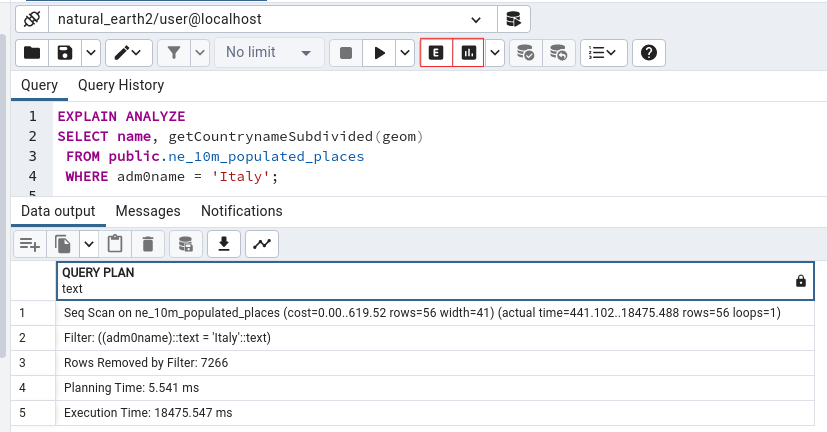 natural_earth2/user@localhost
No limit
E
Query Query History
1 EXPLAIN ANALYZE
2 SELECT name, getCountrynameSubdivided(geom)
3 FROM public.ne_10m_populated_places
4 WHERE adm0name = 'Italy';
5
Data output Messages Notifications
QUERY PLAN
text
1 Seq Scan on ne_10m_populated_places (cost=0.00..619.52 rows=56 width=41) (actual time=441.102..18475.488 rows=56 loops=1)
2 Filter: ((adm0name)::text = 'Italy'::text)
3 Rows Removed by Filter: 7266
4 Planning Time: 5.541 ms
5 Execution Time: 18475.547 ms